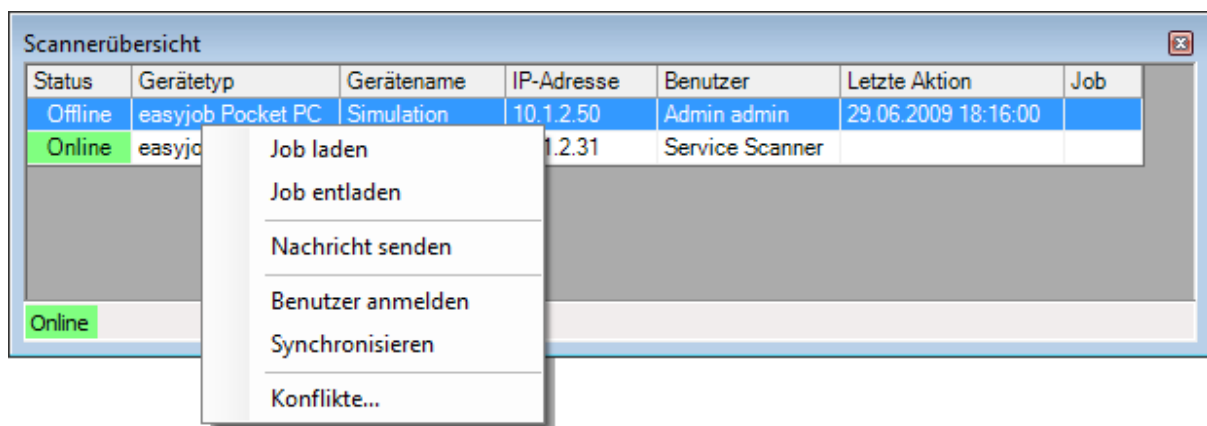 Scannerübersicht
Status Gerätetyp Gerätename IP-Adresse Benutzer Letzte Aktion Job
Offline easyjob Pocket PC Simulation 10.1.2.50 Admin admin 29.06.2009 18:16:00
Online 1.2.31 Service Scanner
Job laden
Job entladen
Nachricht senden
Benutzer anmelden
Synchronisieren
Konflikte...
Online